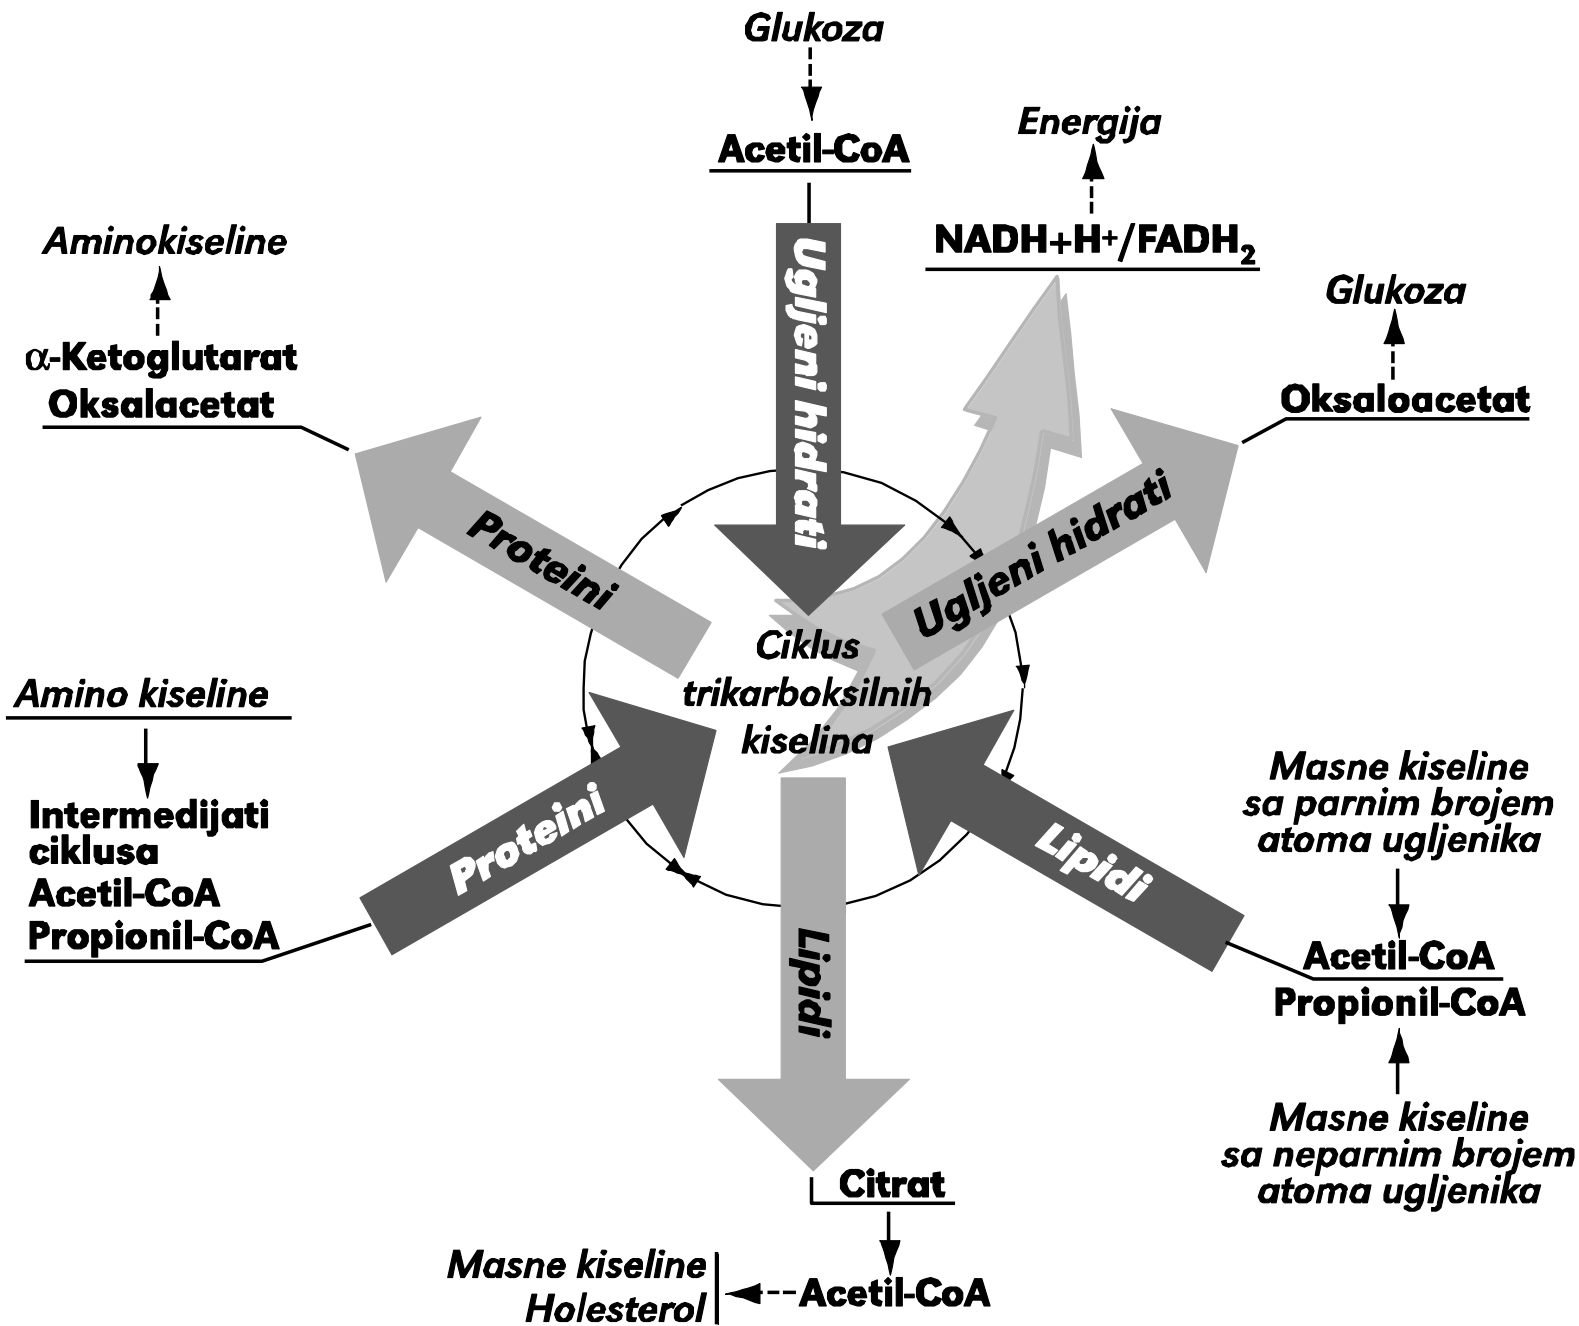 Glukoza
Acetil-CoA
Ugljeni hidrati
Energija
NADH+H+/FADH2
Glukoza
Oksaloacetat
Ugljeni hidrati
Aminokiseline
α-Ketoglutarat
Oksalacetat
Proteini
Ciklus
trikarboksilnih
kiselina
Amino kiseline
Intermedijati
ciklusa
Acetil-CoA
Propionil-CoA
Proteini
Lipidi
Masne kiseline
sa parnim brojem
atoma ugljenika
Acetil-CoA
Propionil-CoA
Masne kiseline
sa neparnim brojem
atoma ugljenika
Lipidi
Citrat
Acetil-CoA
Masne kiseline
Holesterol